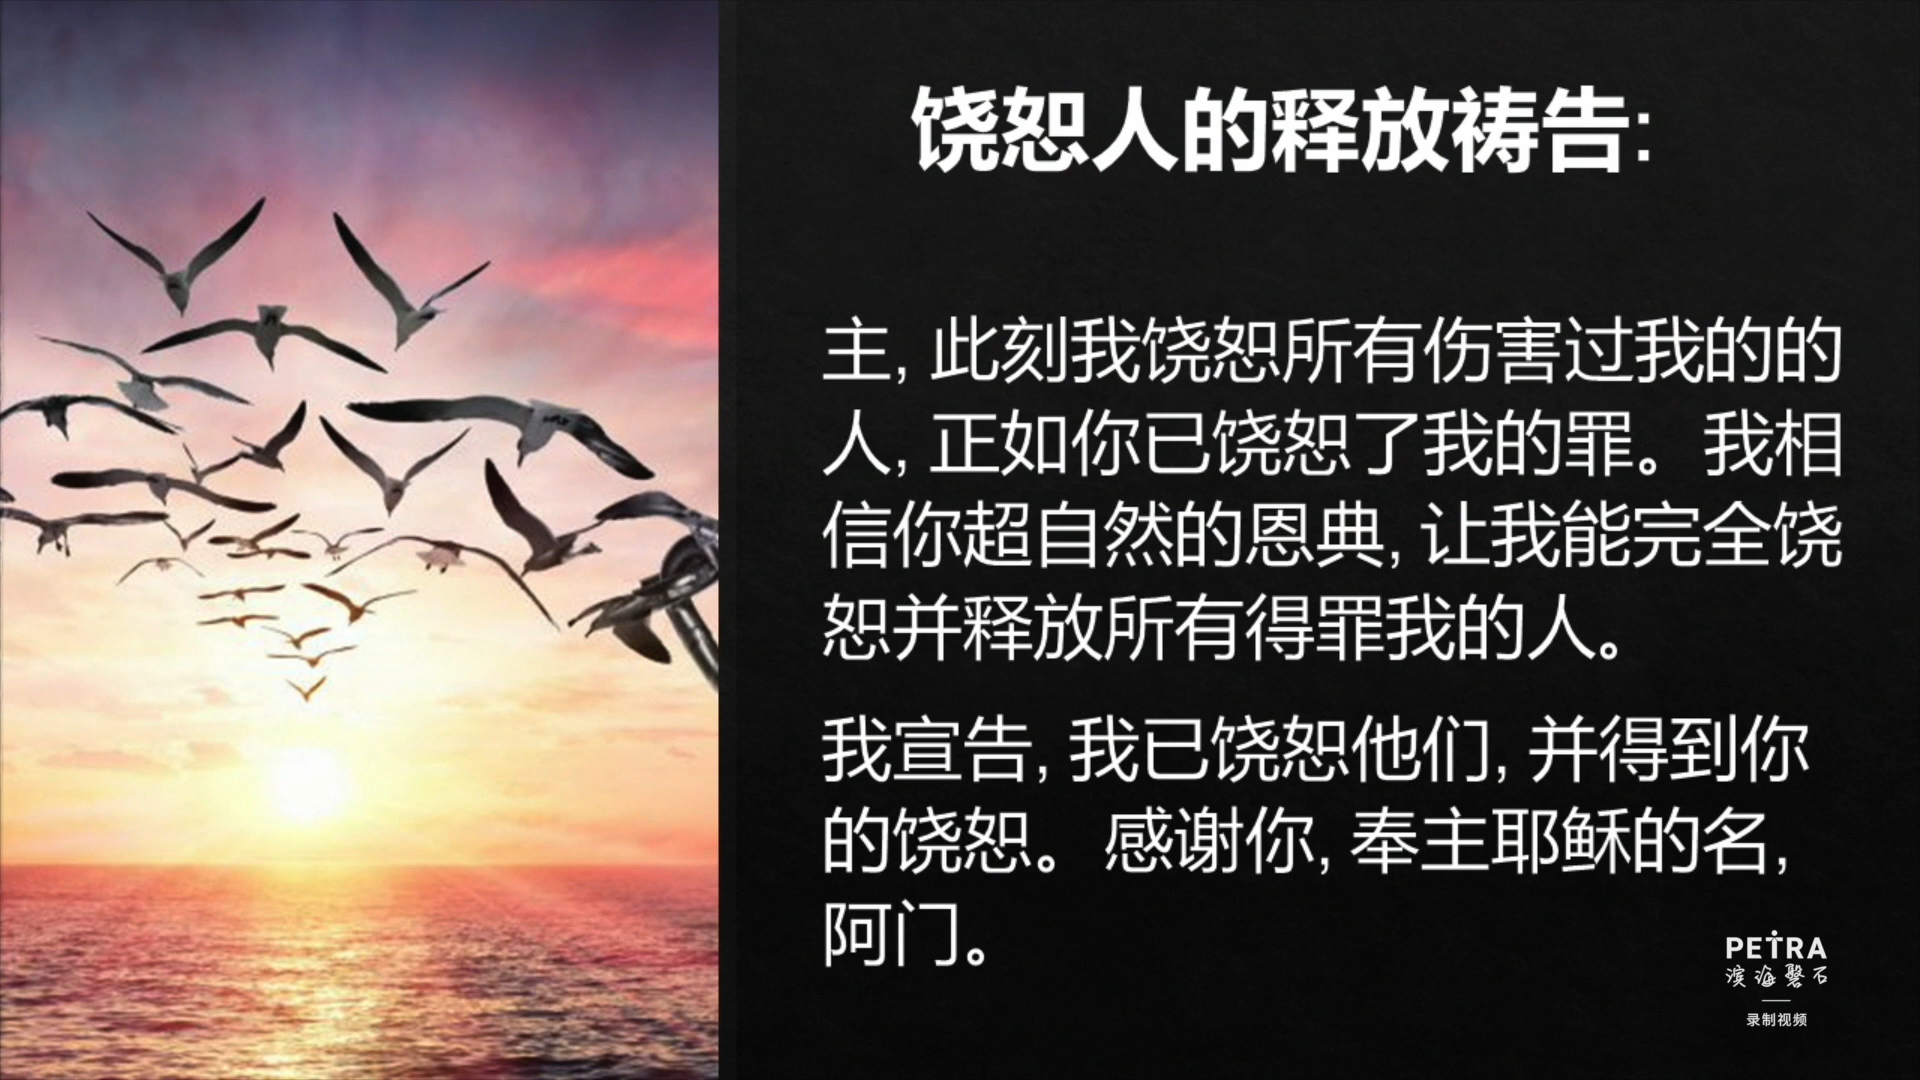 饶恕人的释放祷告:
主, 此刻我饶恕所有伤害过我的的
人, 正如你已饶恕了我的罪。我相
信你超自然的恩典, 让我能完全饶
恕并释放所有得罪我的人。
我宣告, 我已饶恕他们, 并得到你
的饶恕。感谢你, 奉主耶稣的名,
阿门。
PETRA
滨海磐石
录制视频